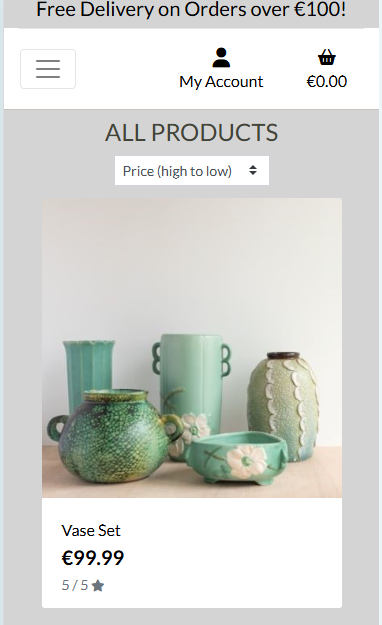 Free Delivery on Orders over €100!
My Account
€0.00
ALL PRODUCTS
Price (high to low)
Vase Set
€99.99
5 / 5